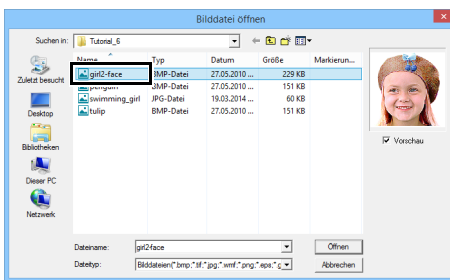 Bilddatei öffnen
Suchen in: Tutorial_6
Name Typ Datum Größe Markierun...
girl2-face BMP-Datei 27.05.2010 ... 229 KB
penguin BMP-Datei 27.05.2010 ... 151 KB
swimming_girl JPG-Datei 19.03.2014 ... 60 KB
tulip BMP-Datei 27.05.2010 ... 151 KB
Zuletzt besucht
Desktop
Bibliotheken
Dieser PC
Netzwerk
Vorschau
Dateiname: girl2-face Öffnen
Dateityp: Bilddateien(*.bmp;*.tif;*.jpg;*.wmf;*.png;*.eps;*.g Abbrechen